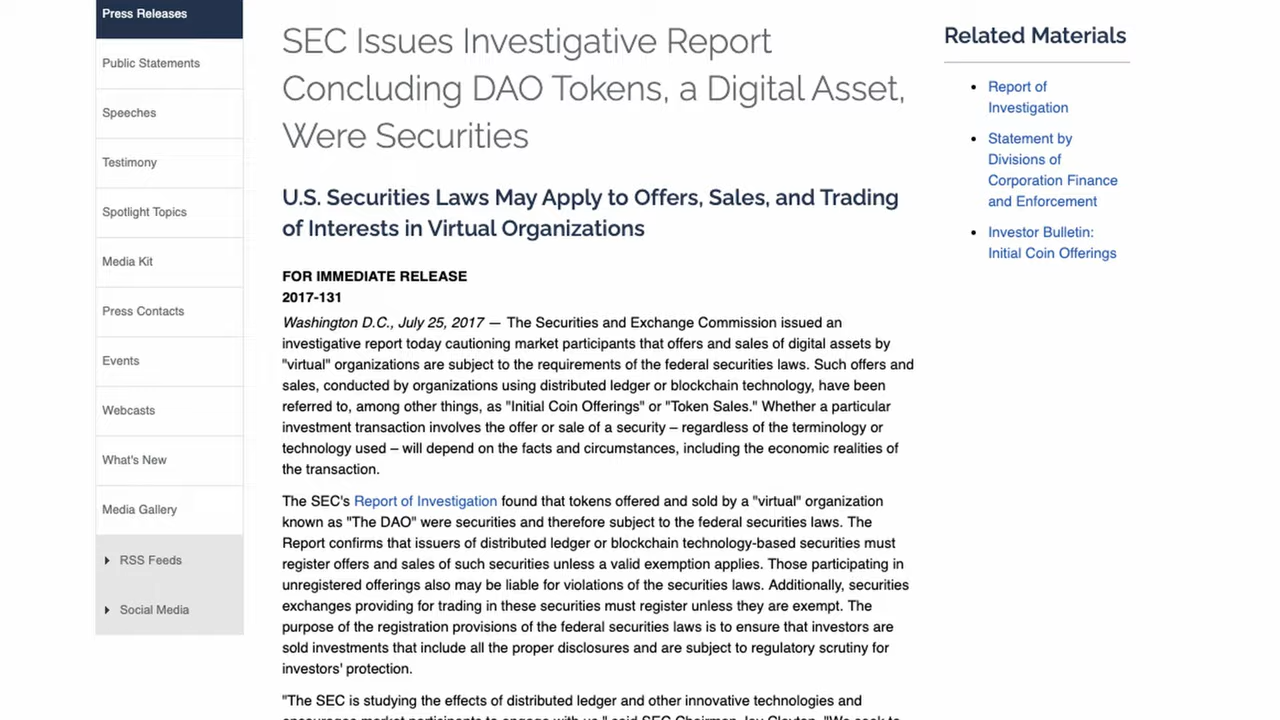 Press Releases
Public Statements
Speeches
Testimony
Spotlight Topics
Media Kit
Press Contacts
Events
Webcasts
What's New
Media Gallery
RSS Feeds
Social Media
SEC Issues Investigative Report
Concluding DAO Tokens, a Digital Asset,
Were Securities
U.S. Securities Laws May Apply to Offers, Sales, and Trading
of Interests in Virtual Organizations
FOR IMMEDIATE RELEASE
2017-131
Washington D.C., July 25, 2017 — The Securities and Exchange Commission issued an
investigative report today cautioning market participants that offers and sales of digital assets by
"virtual" organizations are subject to the requirements of the federal securities laws. Such offers and
sales, conducted by organizations using distributed ledger or blockchain technology, have been
referred to, among other things, as "Initial Coin Offerings" or "Token Sales." Whether a particular
investment transaction involves the offer or sale of a security – regardless of the terminology or
technology used – will depend on the facts and circumstances, including the economic realities of
the transaction.
The SEC's Report of Investigation found that tokens offered and sold by a "virtual" organization
known as "The DAO" were securities and therefore subject to the federal securities laws. The
Report confirms that issuers of distributed ledger or blockchain technology-based securities must
register offers and sales of such securities unless a valid exemption applies. Those participating in
unregistered offerings also may be liable for violations of the securities laws. Additionally, securities
exchanges providing for trading in these securities must register unless they are exempt. The
purpose of the registration provisions of the federal securities laws is to ensure that investors are
sold investments that include all the proper disclosures and are subject to regulatory scrutiny for
investors' protection.
"The SEC is studying the effects of distributed ledger and other innovative technologies and
encourages market participants to engage with us," said SEC Chairman Jay Clayton. "We seek to
Related Materials
Report of
Investigation
Statement by
Divisions of
Corporation Finance
and Enforcement
Investor Bulletin:
Initial Coin Offerings